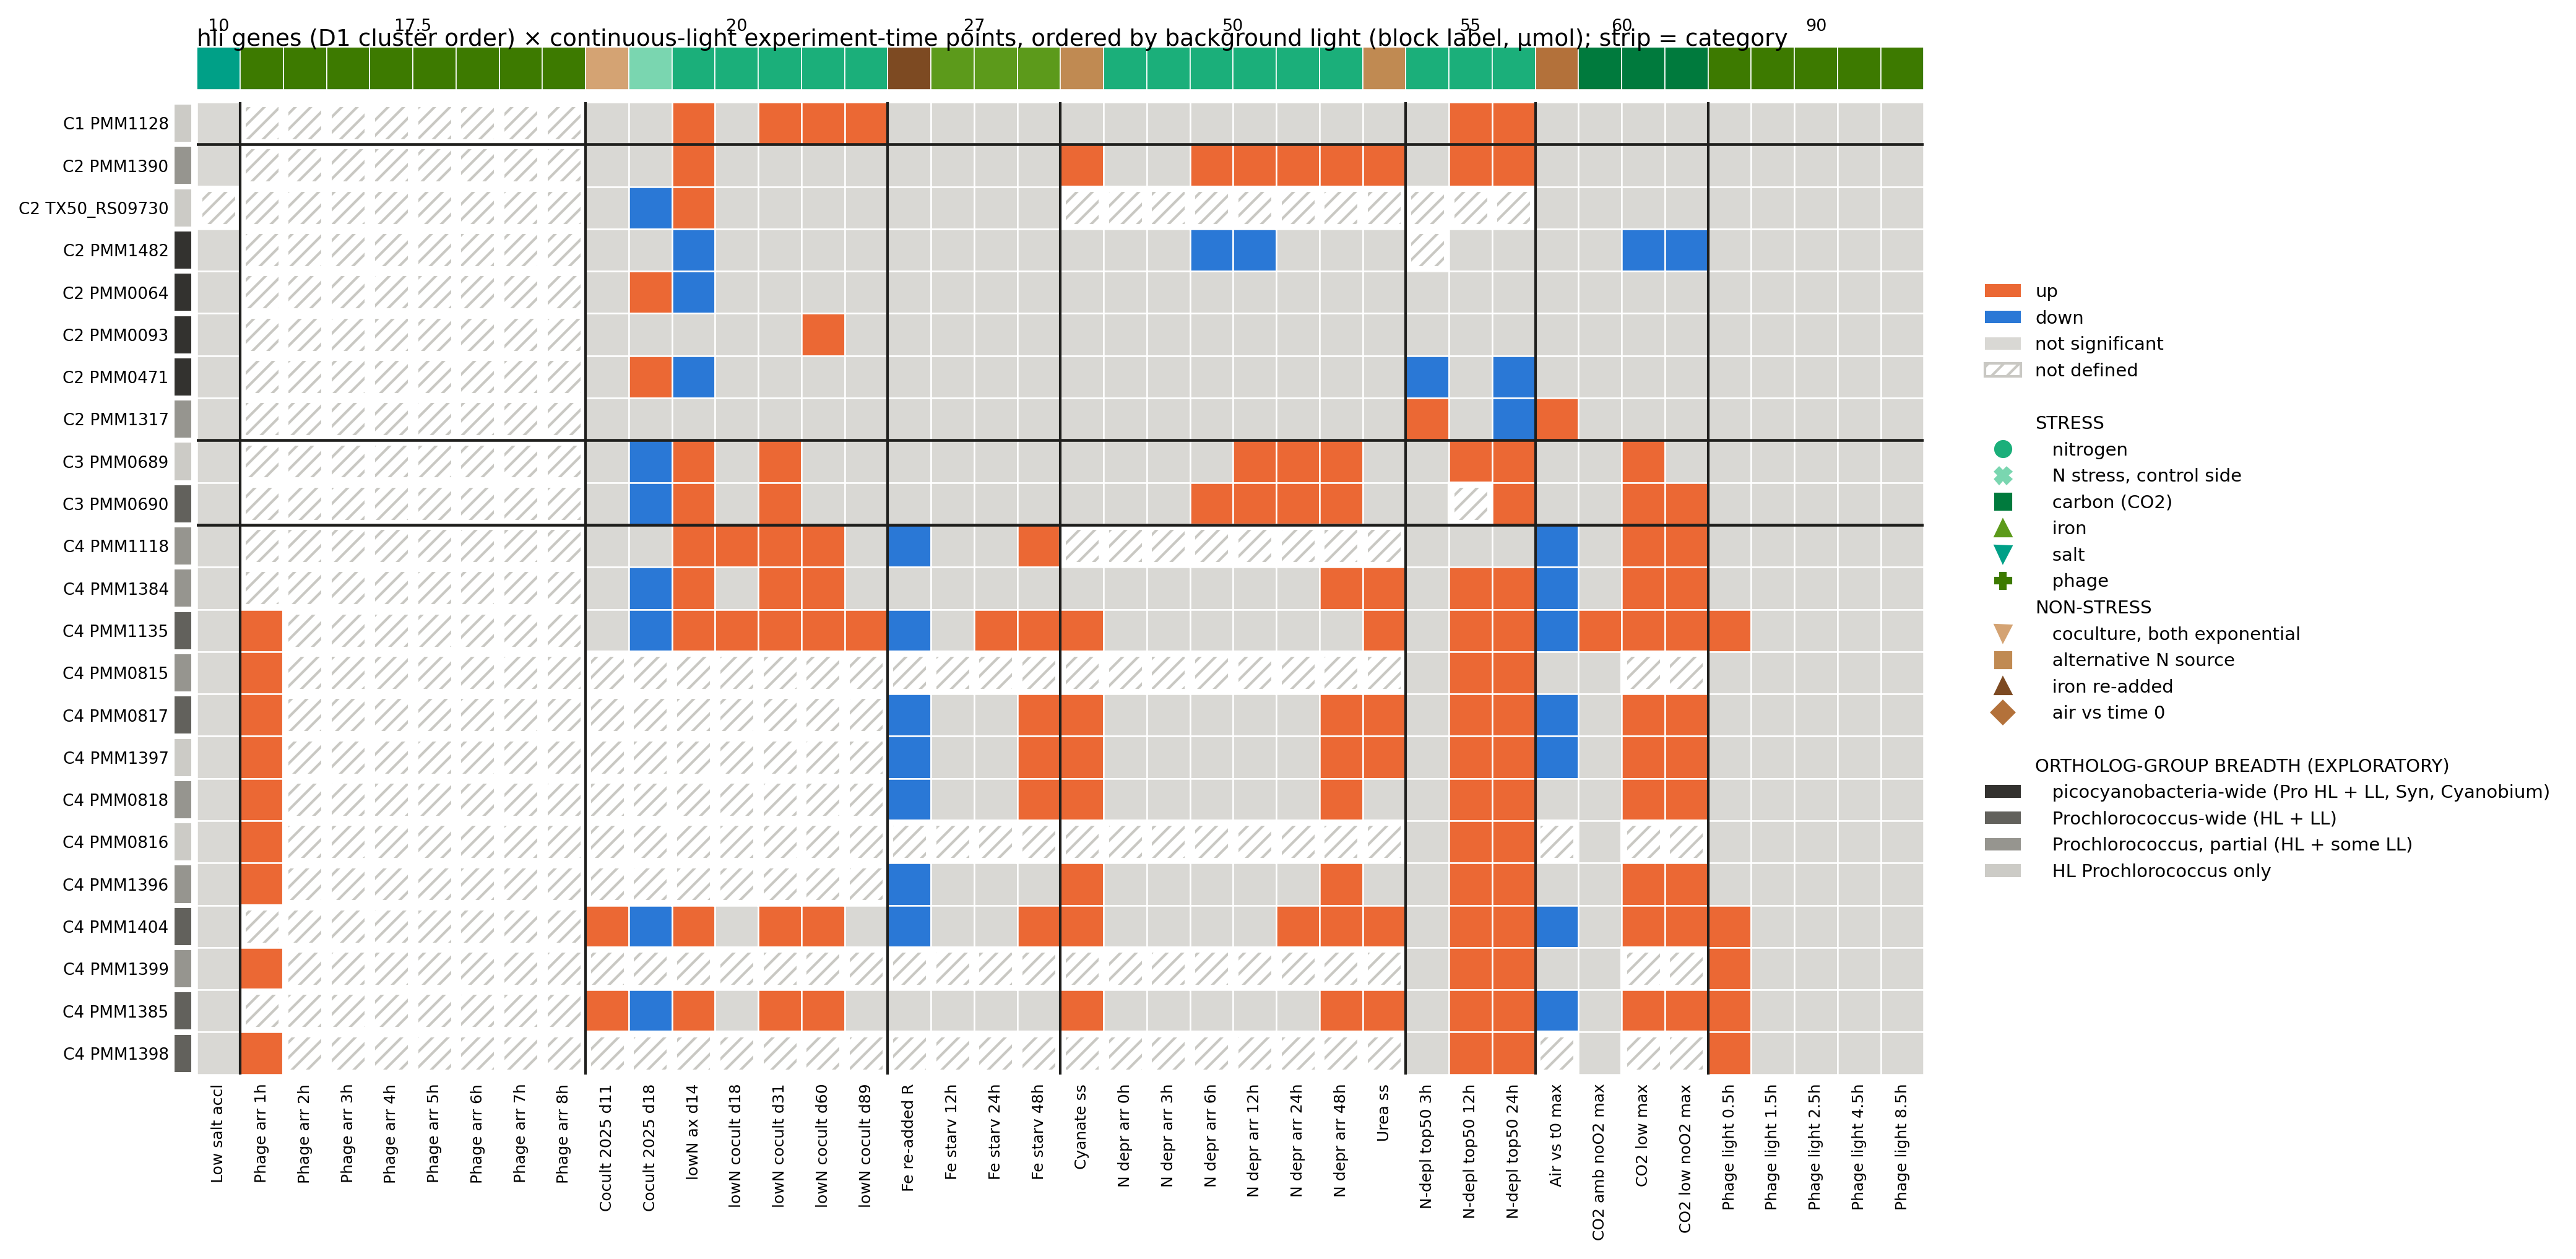 10 17.5 20 27 50 55 60 90
hli genes (D1 cluster order) × continuous-light experiment-time points, ordered by background light (block label, µmol); strip = category
C1 PMM1128
C2 PMM1390
C2 TX50_RS09730
C2 PMM1482
C2 PMM0064
C2 PMM0093
C2 PMM0471
C2 PMM1317
C3 PMM0689
C3 PMM0690
C4 PMM1118
C4 PMM1384
C4 PMM1135
C4 PMM0815
C4 PMM0817
C4 PMM1397
C4 PMM0818
C4 PMM0816
C4 PMM1396
C4 PMM1404
C4 PMM1399
C4 PMM1385
C4 PMM1398
Low salt accl
Phage arr 1h
Phage arr 2h
Phage arr 3h
Phage arr 4h
Phage arr 5h
Phage arr 6h
Phage arr 7h
Phage arr 8h
Cocult 2025 d11
Cocult 2025 d18
lowN ax d14
lowN cocult d18
lowN cocult d31
lowN cocult d60
lowN cocult d89
Fe re-added R
Fe starv 12h
Fe starv 24h
Fe starv 48h
Cyanate ss
N depr arr 0h
N depr arr 3h
N depr arr 6h
N depr arr 12h
N depr arr 24h
N depr arr 48h
Urea ss
N-depl top50 3h
N-depl top50 12h
N-depl top50 24h
Air vs t0 max
CO2 amb noO2 max
CO2 low max
CO2 low noO2 max
Phage light 0.5h
Phage light 1.5h
Phage light 2.5h
Phage light 4.5h
Phage light 8.5h
up
down
not significant
not defined
STRESS
nitrogen
N stress, control side
carbon (CO2)
iron
salt
phage
NON-STRESS
coculture, both exponential
alternative N source
iron re-added
air vs time 0
ORTHOLOG-GROUP BREADTH (EXPLORATORY)
picocyanobacteria-wide (Pro HL + LL, Syn, Cyanobium)
Prochlorococcus-wide (HL + LL)
Prochlorococcus, partial (HL + some LL)
HL Prochlorococcus only